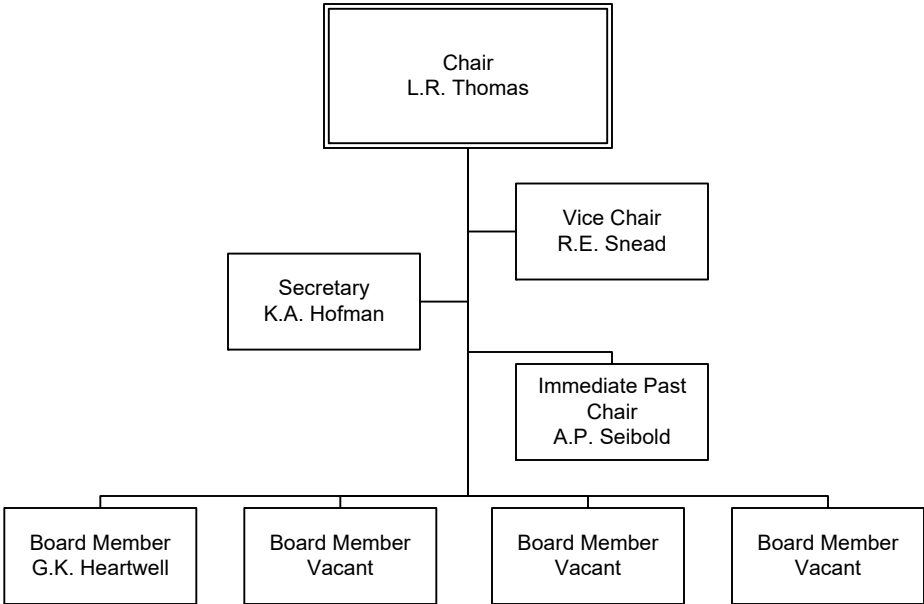 Chair
L.R. Thomas
Vice Chair
R.E. Snead
Secretary
K.A. Hofman
Immediate Past
Chair
A.P. Seibold
Board Member
G.K. Heartwell
Board Member
Vacant
Board Member
Vacant
Board Member
Vacant